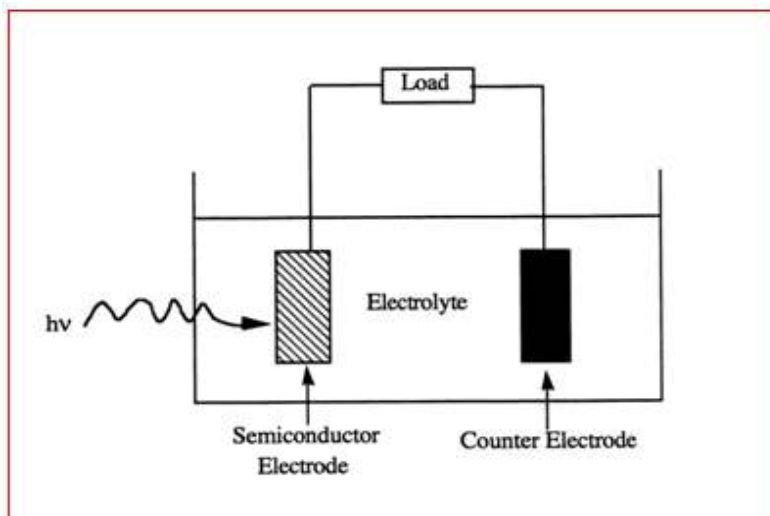 Load
Electrolyte
hν
Semiconductor
Electrode
Counter Electrode